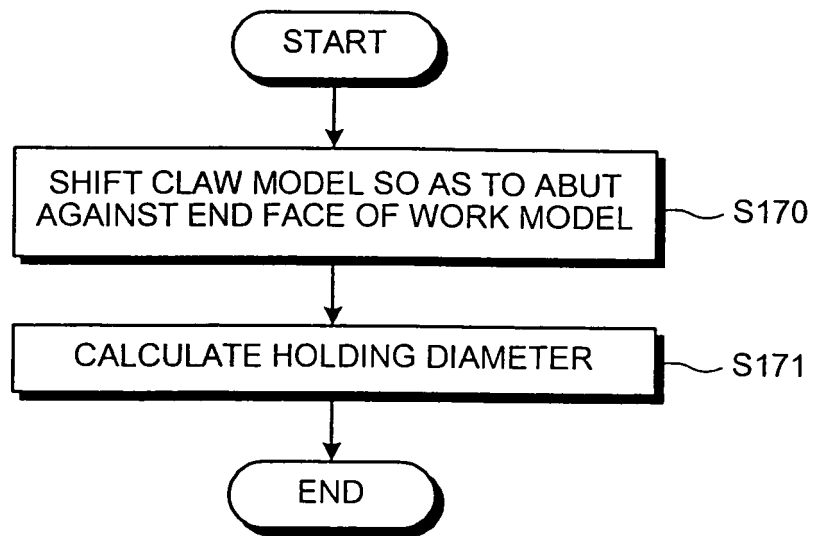 START
SHIFT CLAW MODEL SO AS TO ABUT
AGAINST END FACE OF WORK MODEL
S170
CALCULATE HOLDING DIAMETER
S171
END